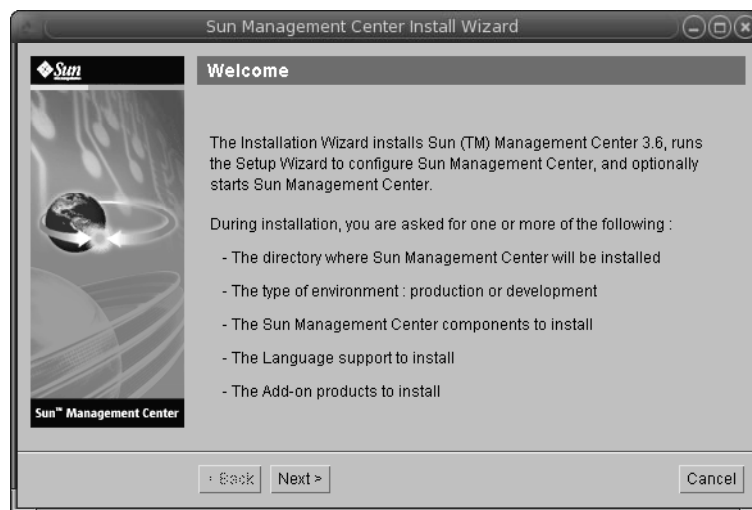 Sun Management Center Install Wizard
Sun
Welcome
The Installation Wizard installs Sun (TM) Management Center 3.6, runs
the Setup Wizard to configure Sun Management Center, and optionally
starts Sun Management Center.
During installation, you are asked for one or more of the following :
- The directory where Sun Management Center will be installed
- The type of environment : production or development
- The Sun Management Center components to install
- The Language support to install
- The Add-on products to install
Sun™ Management Center
< Back Next > Cancel